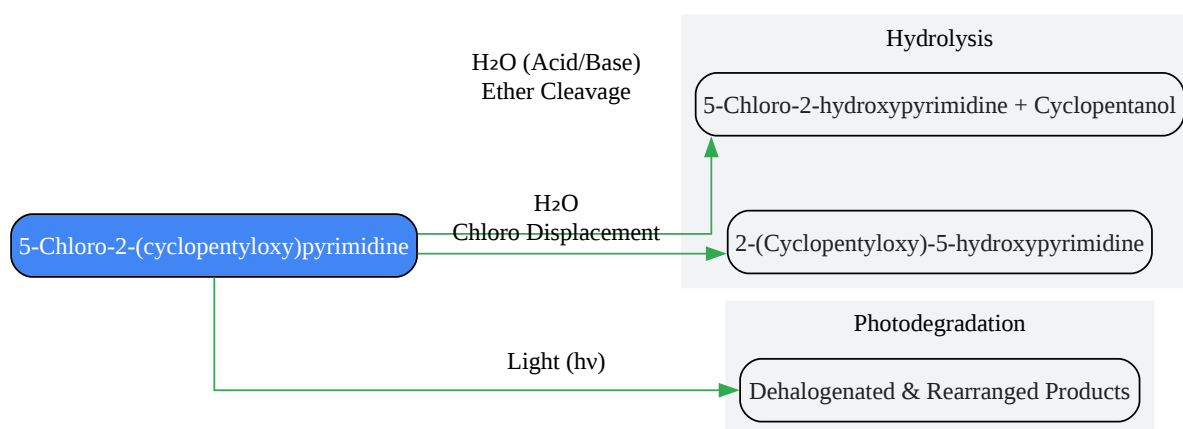 Hydrolysis
H₂O (Acid/Base)
Ether Cleavage
5-Chloro-2-hydroxypyrimidine + Cyclopentanol
H₂O
Chloro Displacement
5-Chloro-2-(cyclopentyloxy)pyrimidine
2-(Cyclopentyloxy)-5-hydroxypyrimidine
Photodegradation
Light (hν)
Dehalogenated & Rearranged Products